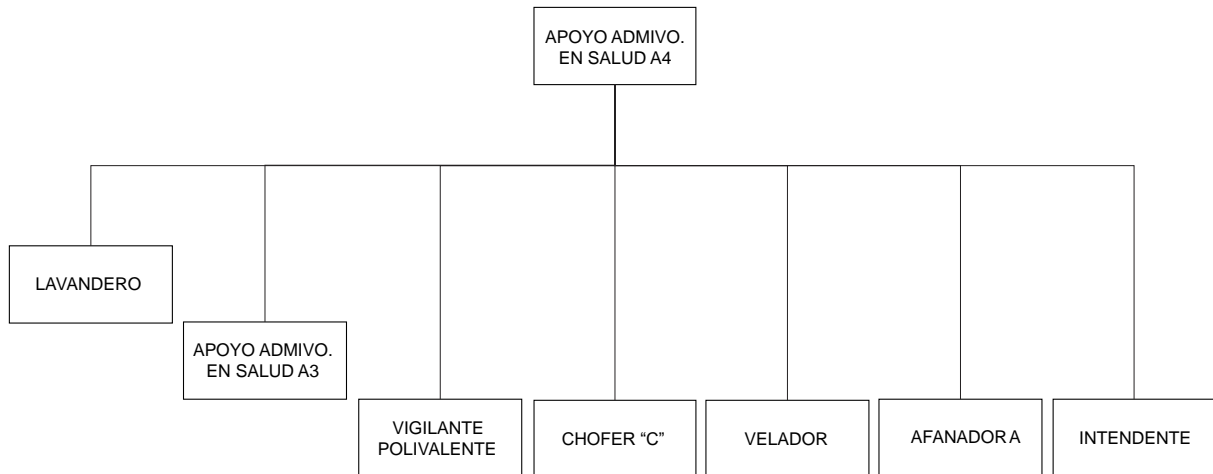 APOYO ADMIVO.
EN SALUD A4
LAVANDERO
APOYO ADMIVO.
EN SALUD A3
VIGILANTE
POLIVALENTE
CHOFER “C”
VELADOR
AFANADOR A
INTENDENTE